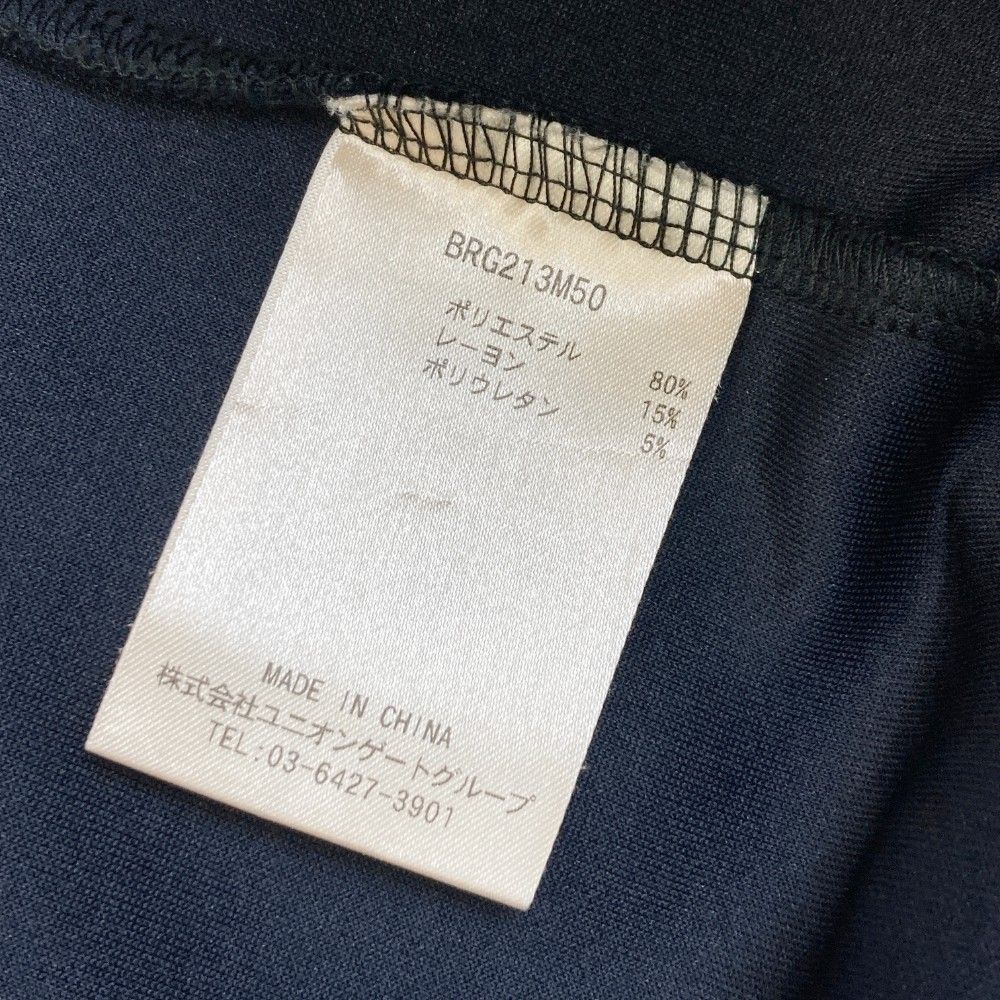 BRG213M50
ポリエステル 80%
レーヨン 15%
ポリウレタン 5%
MADE IN CHINA
株式会社ユニオンゲートグループ
TEL:03-6427-3901